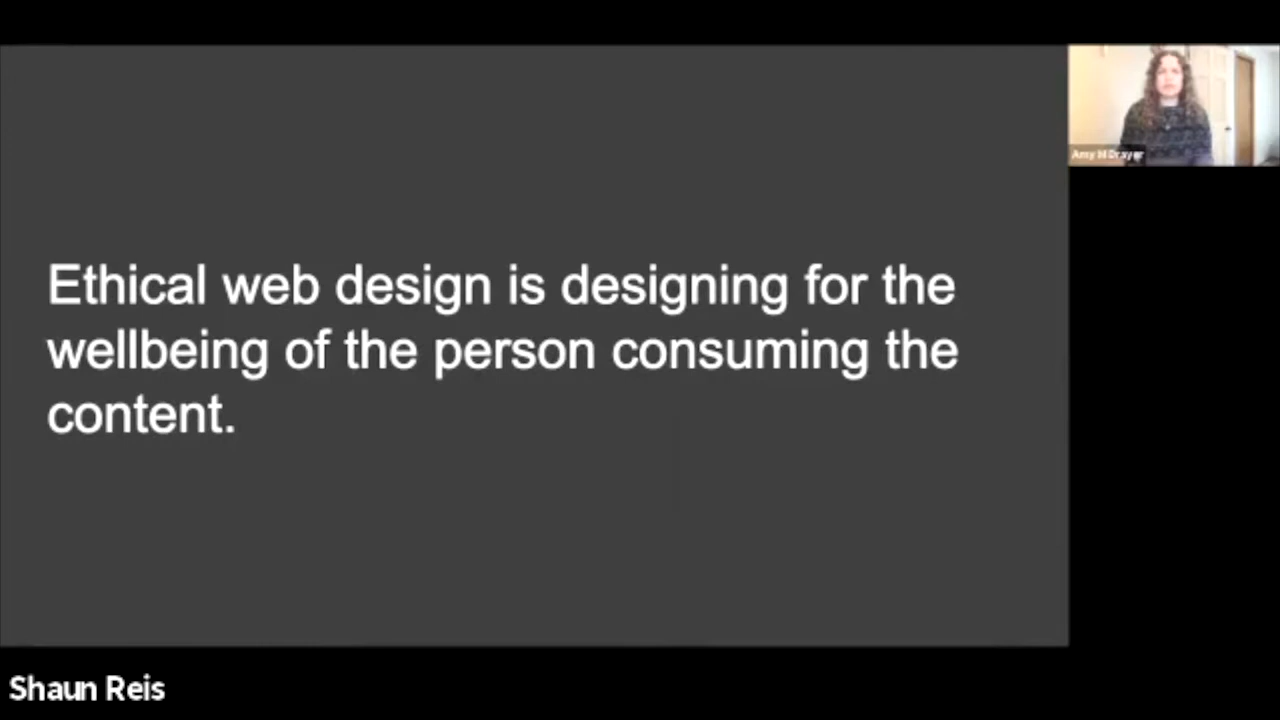 Ethical web design is designing for the
wellbeing of the person consuming the
content.
Amy M Drayer
Shaun Reis